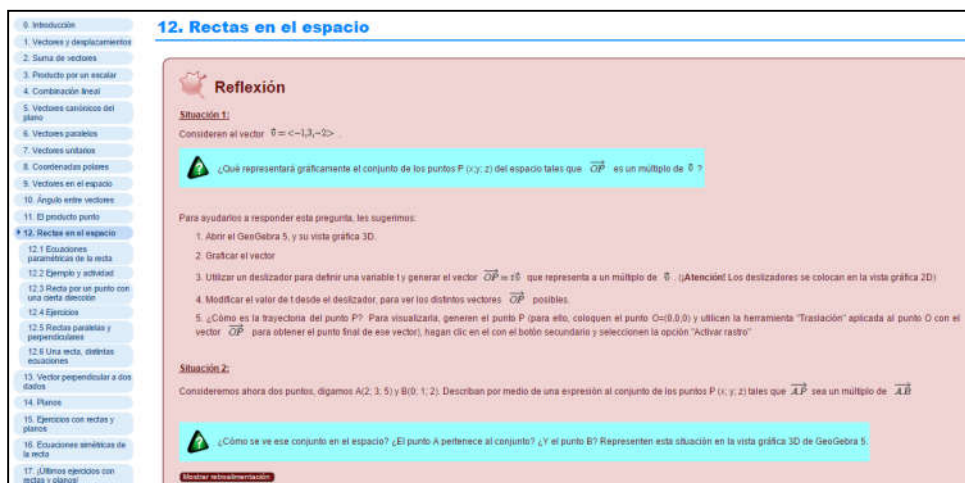 0. Introducción
1. Vectores y desplazamientos
2. Suma de vectores
3. Producto por un escalar
4. Combinación lineal
5. Vectores canónicos del
plano
6. Vectores paralelos
7. Vectores unitarios
8. Coordenadas polares
9. Vectores en el espacio
10. Ángulo entre vectores
11. El producto punto
12. Rectas en el espacio
12.1 Ecuaciones
paramétricas de la recta
12.2 Ejemplo y actividad
12.3 Recta por un punto con
una cierta dirección
12.4 Ejercicios
12.5 Rectas paralelas y
perpendiculares
12.6 Una recta, distintas
ecuaciones
13. Vector perpendicular a dos
dados
14. Planos
15. Ejercicios con rectas y
planos
16. Ecuaciones simétricas de
la recta
17. ¡Últimos ejercicios con
rectas y planos!
12. Rectas en el espacio
Reflexión
Situación 1:
Consideren el vector v̄ = <-1,3,-2> .
¿Qué representará gráficamente el conjunto de los puntos P (x;y; z) del espacio tales que OP es un múltiplo de v̄ ?
Para ayudarlos a responder esta pregunta, les sugerimos:
1. Abrir el GeoGebra 5, y su vista gráfica 3D.
2. Graficar el vector
3. Utilizar un deslizador para definir una variable t y generar el vector OP = t v̄ que representa a un múltiplo de v̄ . (¡Atención! Los deslizadores se colocan en la vista gráfica 2D)
4. Modificar el valor de t desde el deslizador, para ver los distintos vectores OP posibles.
5. ¿Cómo es la trayectoria del punto P? Para visualizarla, generen el punto P (para ello, coloquen el punto O=(0,0,0) y utilicen la herramienta "Traslación" aplicada al punto O con el
vector OP para obtener el punto final de ese vector), hagan clic en el con el botón secundario y seleccionen la opción "Activar rastro"
Situación 2:
Consideremos ahora dos puntos, digamos A(2; 3; 5) y B(0; 1; 2). Describan por medio de una expresión al conjunto de los puntos P (x; y; z) tales que AP sea un múltiplo de AB
¿Cómo se ve ese conjunto en el espacio? ¿El punto A pertenece al conjunto? ¿Y el punto B? Representen esta situación en la vista gráfica 3D de GeoGebra 5.
Mostrar retroalimentación